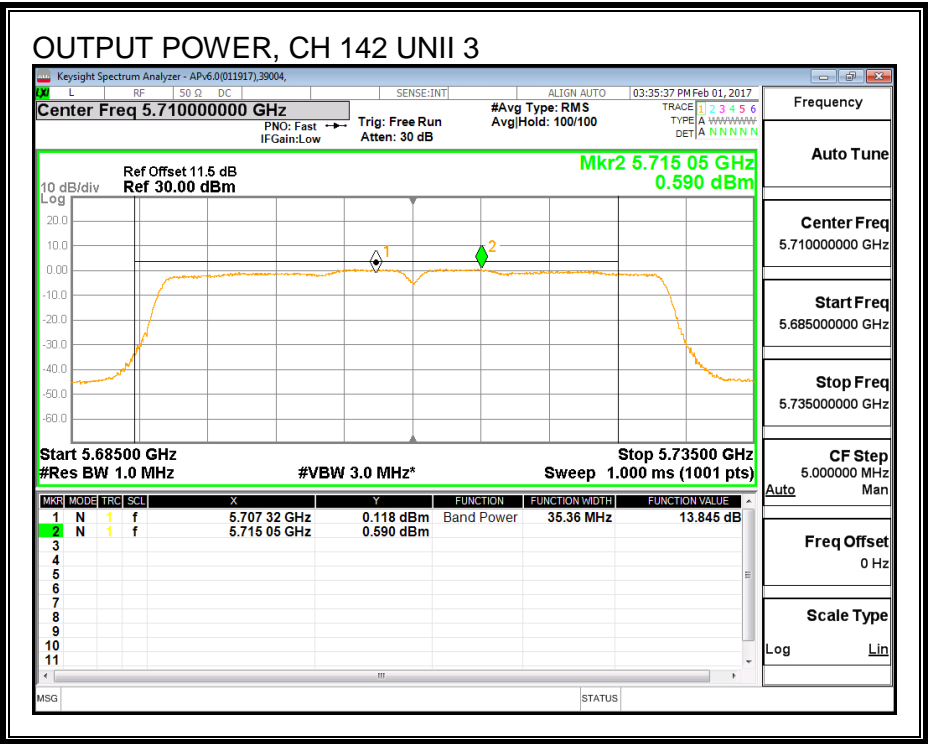 OUTPUT POWER, CH 142 UNII 3
Keysight Spectrum Analyzer - APv6.0(011917),39004,
LXI L RF 50 Ω DC SENSE:INT ALIGN AUTO 03:35:37 PM Feb 01, 2017
Center Freq 5.710000000 GHz
PNO: Fast
IFGain:Low
Trig: Free Run
Atten: 30 dB
#Avg Type: RMS
Avg|Hold: 100/100
TRACE 1 2 3 4 5 6
TYPE A WWWWW
DET A N N N N N
Frequency
Auto Tune
Center Freq
5.710000000 GHz
Start Freq
5.685000000 GHz
Stop Freq
5.735000000 GHz
CF Step
5.000000 MHz
Auto Man
Freq Offset
0 Hz
Scale Type
Log Lin
Mkr2 5.715 05 GHz
0.590 dBm
Ref Offset 11.5 dB
10 dB/div Ref 30.00 dBm
Log
20.0
10.0
0.00
-10.0
-20.0
-30.0
-40.0
-50.0
-60.0
1
2
Start 5.68500 GHz Stop 5.73500 GHz
#Res BW 1.0 MHz #VBW 3.0 MHz* Sweep 1.000 ms (1001 pts)
MKR MODE TRC SCL X Y FUNCTION FUNCTION WIDTH FUNCTION VALUE
1 N 1 f 5.707 32 GHz 0.118 dBm Band Power 35.36 MHz 13.845 dB
2 N 1 f 5.715 05 GHz 0.590 dBm
3
4
5
6
7
8
9
10
11
MSG STATUS